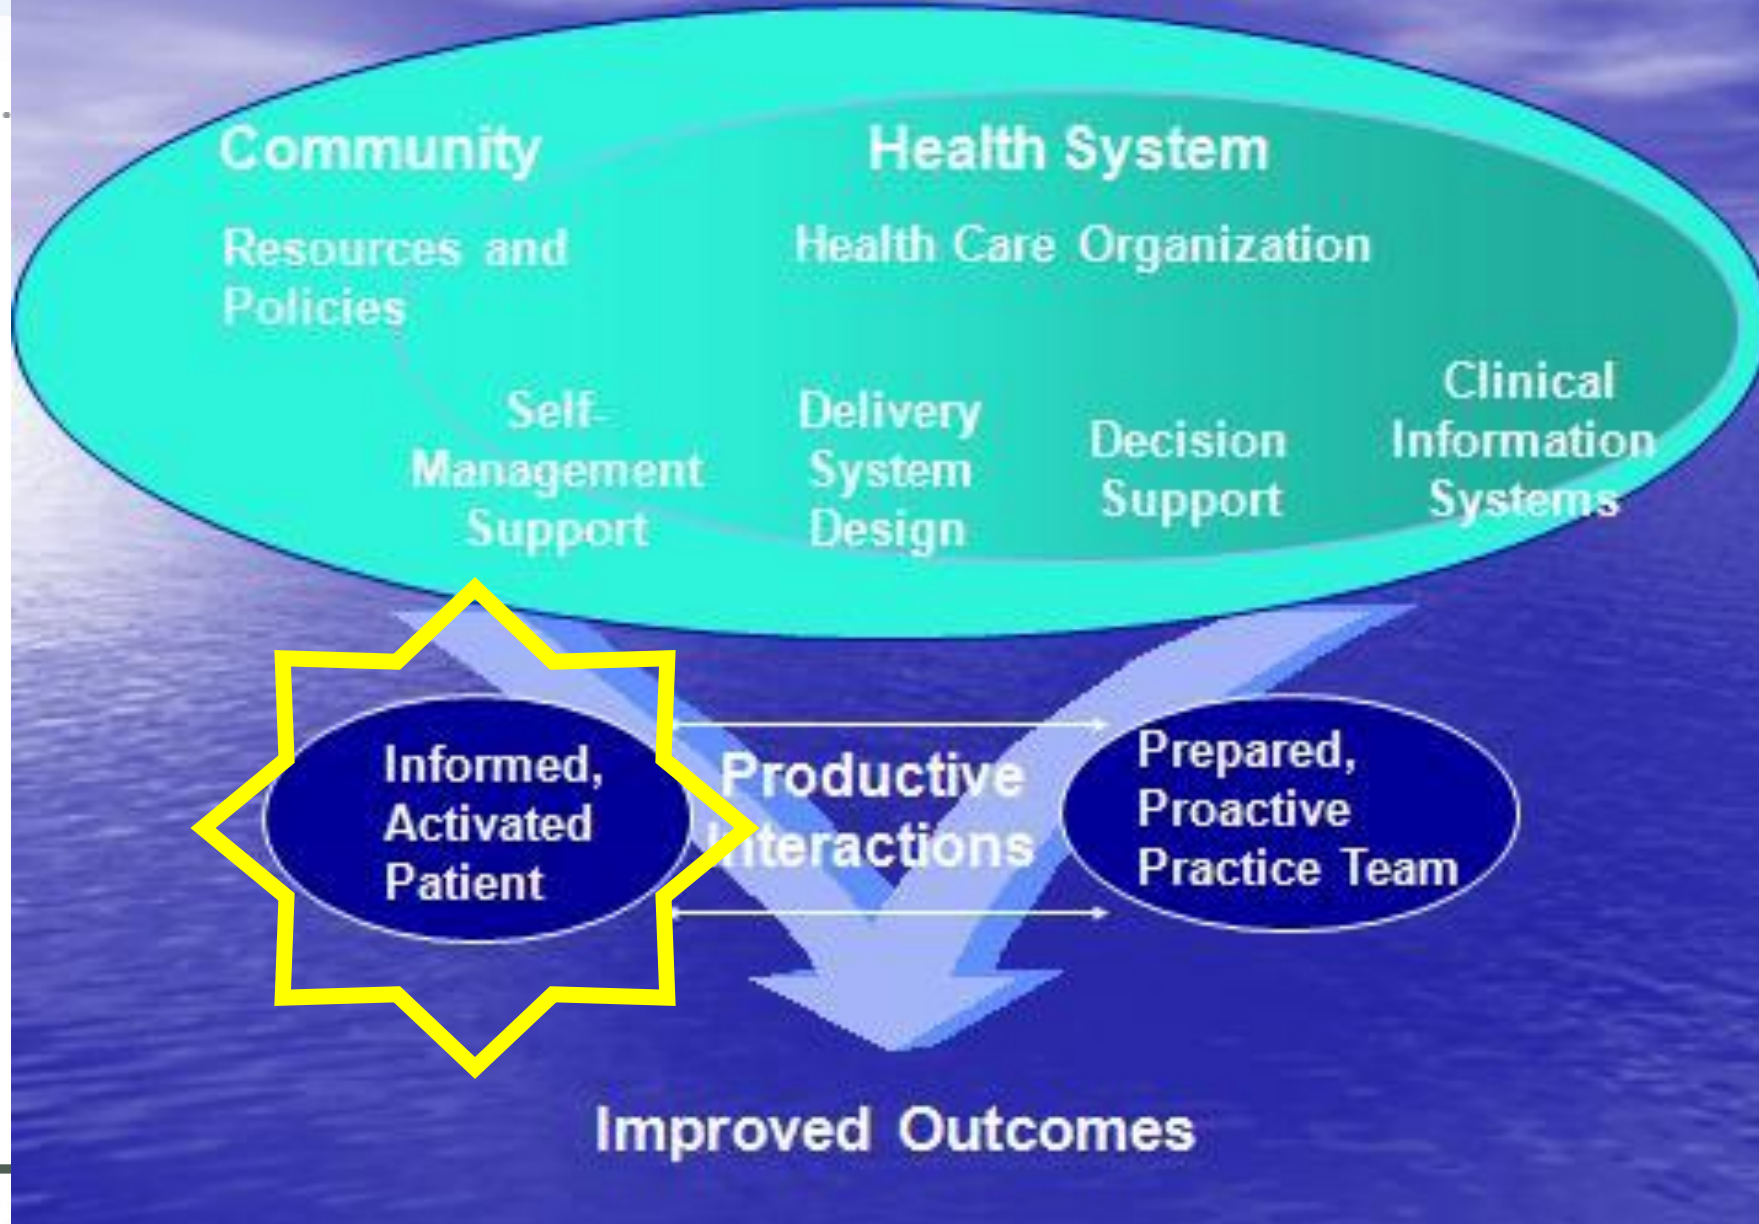 Community
Health System
Resources and
Policies
Health Care Organization
Self-
Management
Support
Delivery
System
Design
Decision
Support
Clinical
Information
Systems
Informed,
Activated
Patient
Productive
Interactions
Prepared,
Proactive
Practice Team
Improved Outcomes